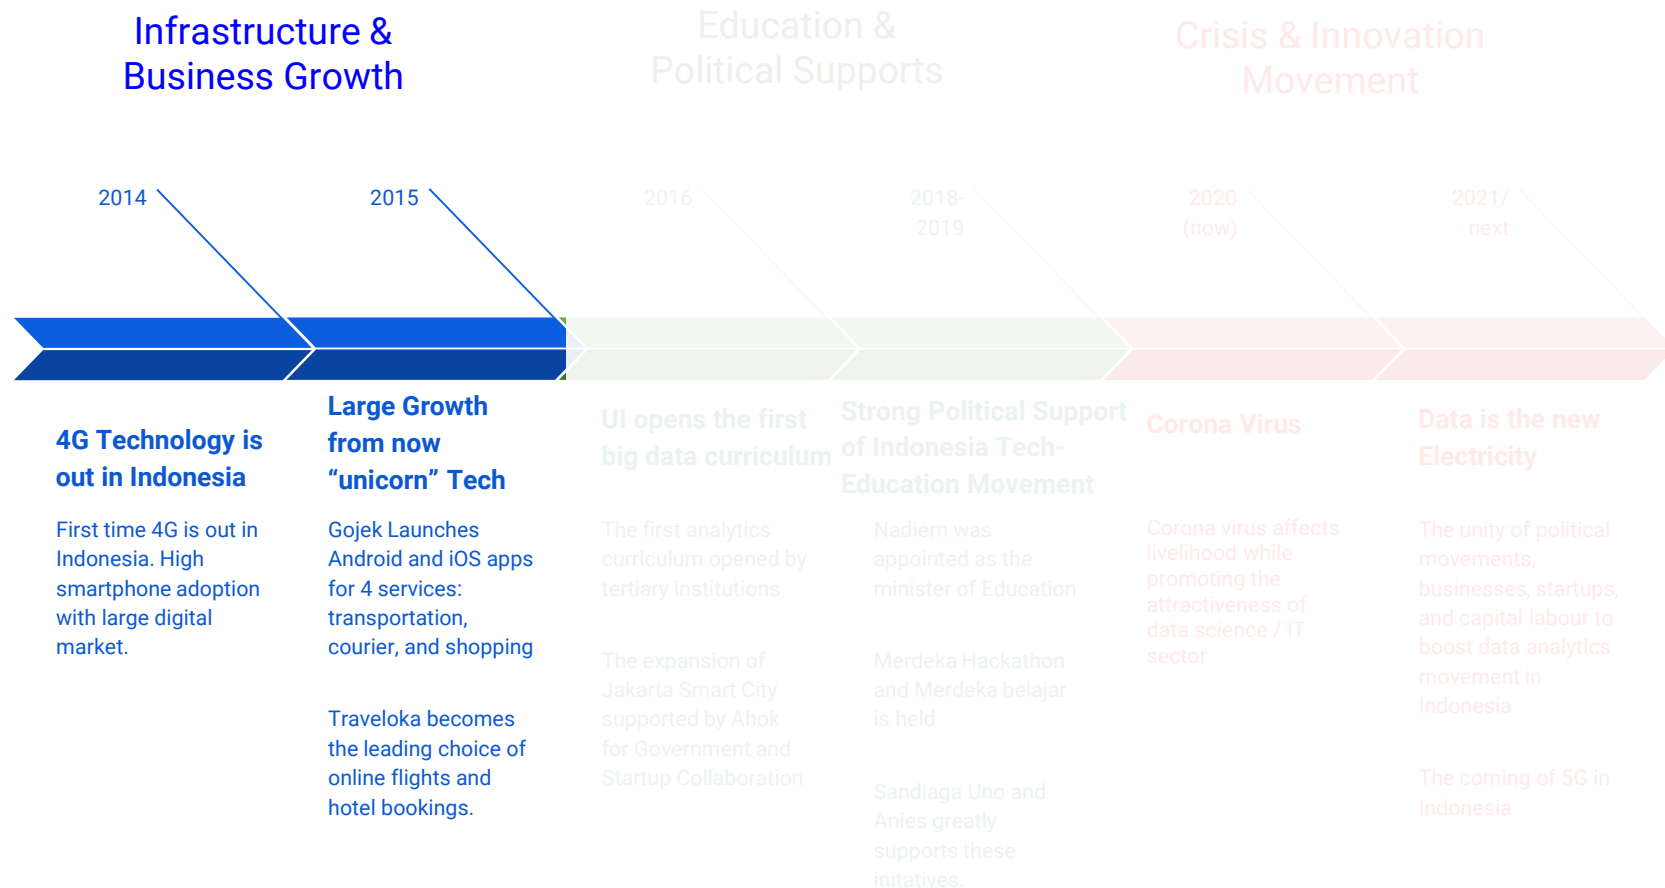 Infrastructure &
Business Growth
Education &
Political Supports
Crisis & Innovation
Movement
2014
2015
2016
2018-
2019
2020
(now)
2021/
next
4G Technology is
out in Indonesia
First time 4G is out in
Indonesia. High
smartphone adoption
with large digital
market.
Large Growth
from now
“unicorn” Tech
Gojek Launches
Android and iOS apps
for 4 services:
transportation,
courier, and shopping
Traveloka becomes
the leading choice of
online flights and
hotel bookings.
UI opens the first
big data curriculum
The first analytics
curriculum opened by
tertiary institutions
The expansion of
Jakarta Smart City
supported by Ahok
for Government and
Startup Collaboration
Strong Political Support
of Indonesia Tech-
Education Movement
Nadiem was
appointed as the
minister of Education
Merdeka Hackathon
and Merdeka belajar
is held
Sandiaga Uno and
Anies greatly
supports these
initatives.
Corona Virus
Corona virus affects
livelihood while
promoting the
attractiveness of
data science / IT
sector
Data is the new
Electricity
The unity of political
movements,
businesses, startups,
and capital labour to
boost data analytics
movement in
Indonesia
The coming of 5G in
Indonesia